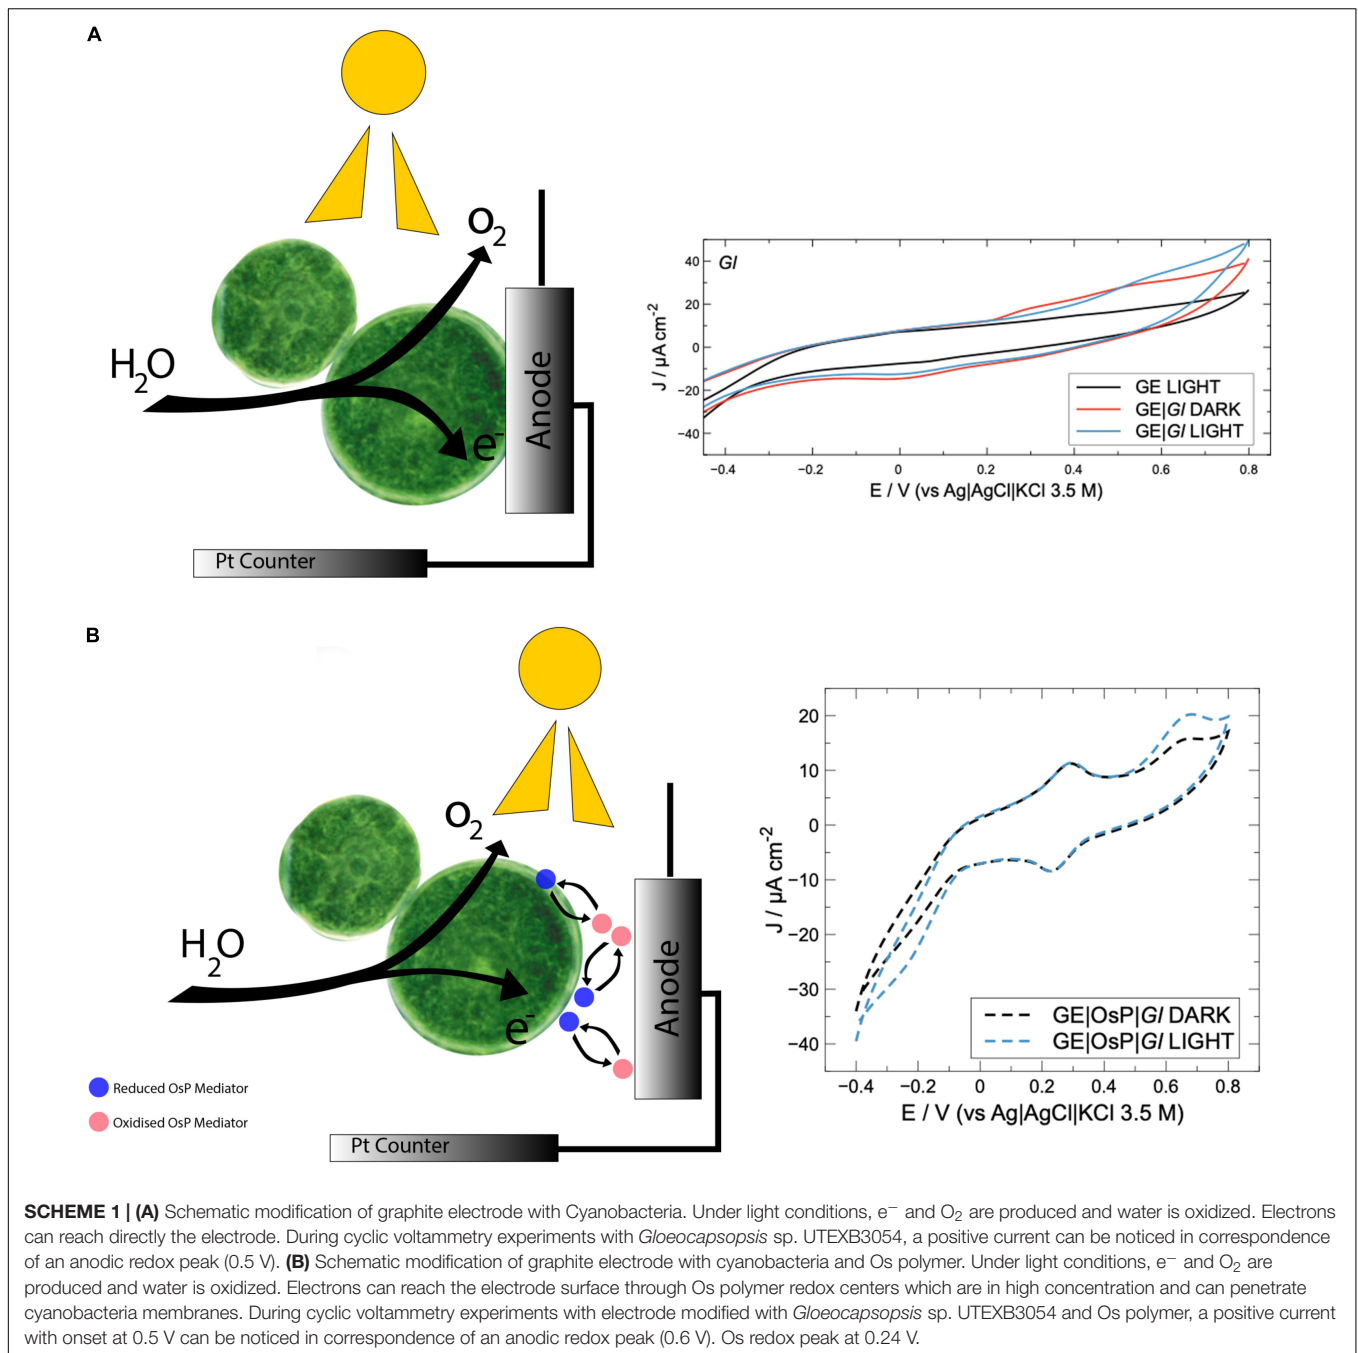 A
O2
H2O
e-
Anode
Pt Counter
Gl
40
20
0
−20
−40
J / µA cm-2
GE LIGHT
GE|Gl DARK
GE|Gl LIGHT
−0.4
−0.2
0
0.2
0.4
0.6
0.8
E / V (vs Ag|AgCl|KCl 3.5 M)
B
O2
H2O
e-
Anode
Reduced OsP Mediator
Oxidised OsP Mediator
Pt Counter
20
10
0
−10
−20
−30
−40
J / µA cm-2
GE|OsP|Gl DARK
GE|OsP|Gl LIGHT
−0.4
−0.2
0
0.2
0.4
0.6
0.8
E / V (vs Ag|AgCl||KCl 3.5 M)
SCHEME 1 | (A) Schematic modification of graphite electrode with Cyanobacteria. Under light conditions, e− and O2 are produced and water is oxidized. Electrons
can reach directly the electrode. During cyclic voltammetry experiments with Gloeocapsopsis sp. UTEXB3054, a positive current can be noticed in correspondence
of an anodic redox peak (0.5 V). (B) Schematic modification of graphite electrode with cyanobacteria and Os polymer. Under light conditions, e− and O2 are
produced and water is oxidized. Electrons can reach the electrode surface through Os polymer redox centers which are in high concentration and can penetrate
cyanobacteria membranes. During cyclic voltammetry experiments with electrode modified with Gloeocapsopsis sp. UTEXB3054 and Os polymer, a positive current
with onset at 0.5 V can be noticed in correspondence of an anodic redox peak (0.6 V). Os redox peak at 0.24 V.